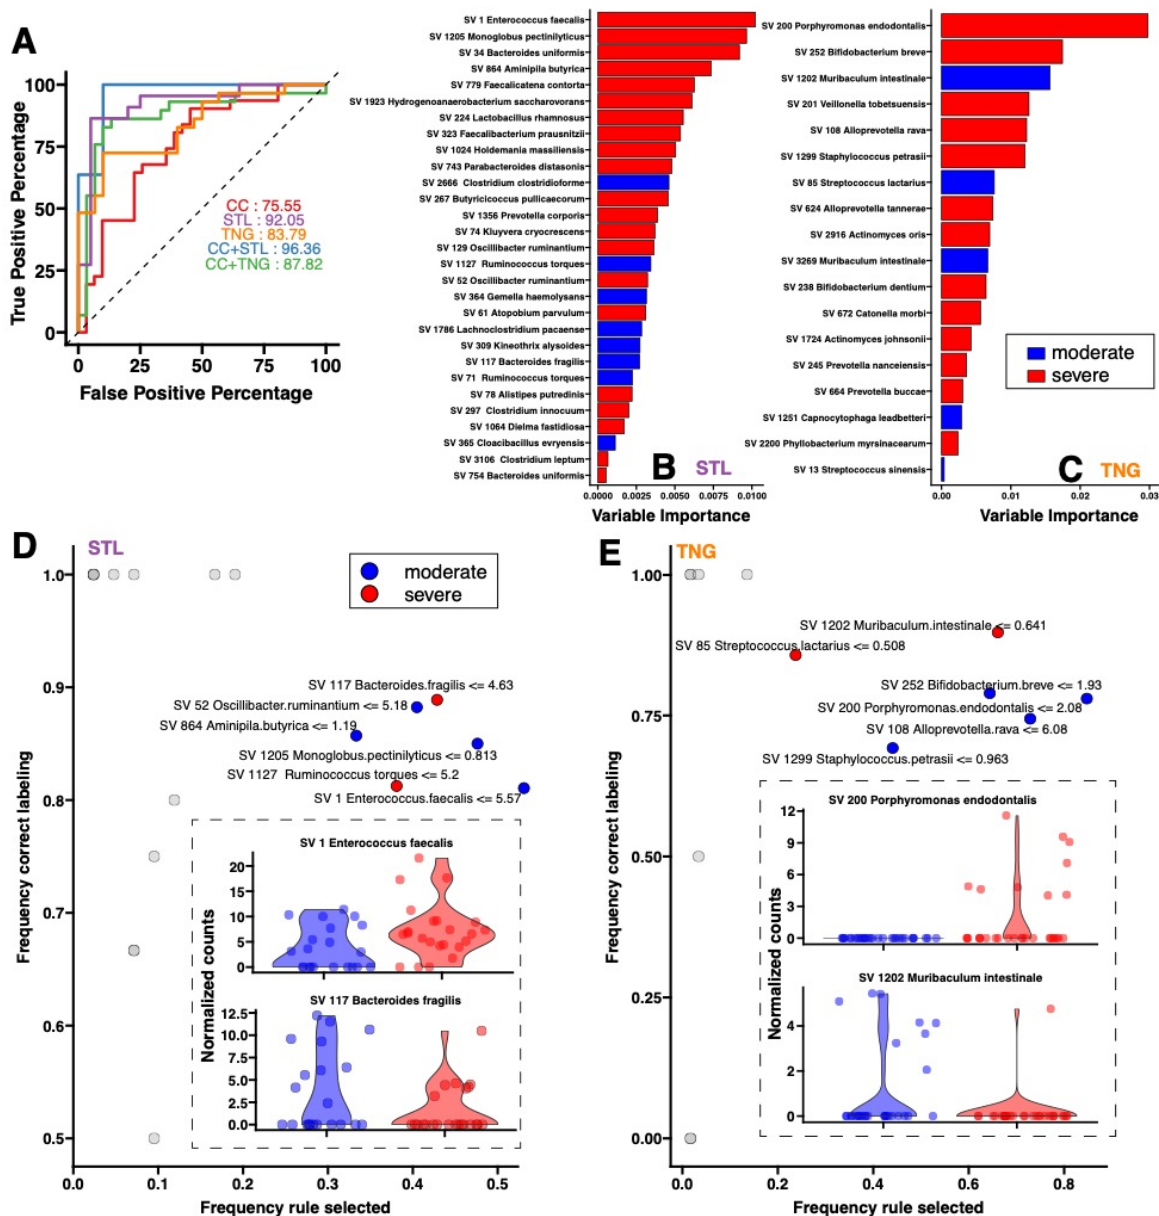 A
True Positive Percentage
100
75
50
25
0
0
25
50
75
100
False Positive Percentage
CC : 75.55
STL : 92.05
TNG : 83.79
CC+STL : 96.36
CC+TNG : 87.82
SV 1 Enterococcus faecalis
SV 1205 Monoglobus pectinilyticus
SV 34 Bacteroides uniformis
SV 864 Aminipila butyrica
SV 779 Faecalicatena contorta
SV 1923 Hydrogenoanaerobacterium saccharovorans
SV 224 Lactobacillus rhamnosus
SV 323 Faecalibacterium prausnitzii
SV 1024 Holdemania massiliensis
SV 743 Parabacteroides distasonis
SV 2666 Clostridium clostridioforme
SV 267 Butyricicoccus pullicaecorum
SV 1356 Prevotella corporis
SV 74 Kluyvera cryocrescens
SV 129 Oscillibacter ruminantium
SV 1127 Ruminococcus torques
SV 52 Oscillibacter ruminantium
SV 364 Gemella haemolysans
SV 61 Atopobium parvulum
SV 1786 Lachnoclostridium pacaense
SV 309 Kineothrix alysoides
SV 117 Bacteroides fragilis
SV 71 Ruminococcus torques
SV 78 Alistipes putredinis
SV 297 Clostridium innocuum
SV 1064 Dielma fastidiosa
SV 365 Cloacibacillus evryensis
SV 3106 Clostridium leptum
SV 754 Bacteroides uniformis
B STL
0.0000 0.0025 0.0050 0.0075 0.0100
Variable Importance
SV 200 Porphyromonas endodontalis
SV 252 Bifidobacterium breve
SV 1202 Muribaculum intestinale
SV 201 Veillonella tobetsuensis
SV 108 Alloprevotella rava
SV 1299 Staphylococcus petrasii
SV 85 Streptococcus lactarius
SV 624 Alloprevotella tannerae
SV 2916 Actinomyces oris
SV 3269 Muribaculum intestinale
SV 238 Bifidobacterium dentium
SV 672 Catonella morbi
SV 1724 Actinomyces johnsonii
SV 245 Prevotella nanceiensis
SV 664 Prevotella buccae
SV 1251 Capnocytophaga leadbetteri
SV 2200 Phyllobacterium myrsinacearum
SV 13 Streptococcus sinensis
moderate
severe
C TNG
0.00 0.01 0.02 0.03
Variable Importance
D STL
moderate
severe
Frequency correct labeling
1.0
0.9
0.8
0.7
0.6
0.5
SV 117 Bacteroides.fragilis <= 4.63
SV 52 Oscillibacter.ruminantium <= 5.18
SV 864 Aminipila.butyrica <= 1.19
SV 1205 Monoglobus.pectinilyticus <= 0.813
SV 1127 Ruminococcus torques <= 5.2
SV 1 Enterococcus.faecalis <= 5.57
Normalized counts
SV 1 Enterococcus faecalis
20
15
10
5
0
SV 117 Bacteroides fragilis
12.5
10.0
7.5
5.0
2.5
0.0
0.0 0.1 0.2 0.3 0.4 0.5
Frequency rule selected
E TNG
Frequency correct labeling
1.00
0.75
0.50
0.25
0.00
SV 1202 Muribaculum.intestinale <= 0.641
SV 85 Streptococcus.lactarius <= 0.508
SV 252 Bifidobacterium.breve <= 1.93
SV 200 Porphyromonas.endodontalis <= 2.08
SV 108 Alloprevotella.rava <= 6.08
SV 1299 Staphylococcus.petrasii <= 0.963
Normalized counts
SV 200 Porphyromonas endodontalis
12
9
6
3
0
SV 1202 Muribaculum intestinale
4
2
0
0.0 0.2 0.4 0.6 0.8
Frequency rule selected